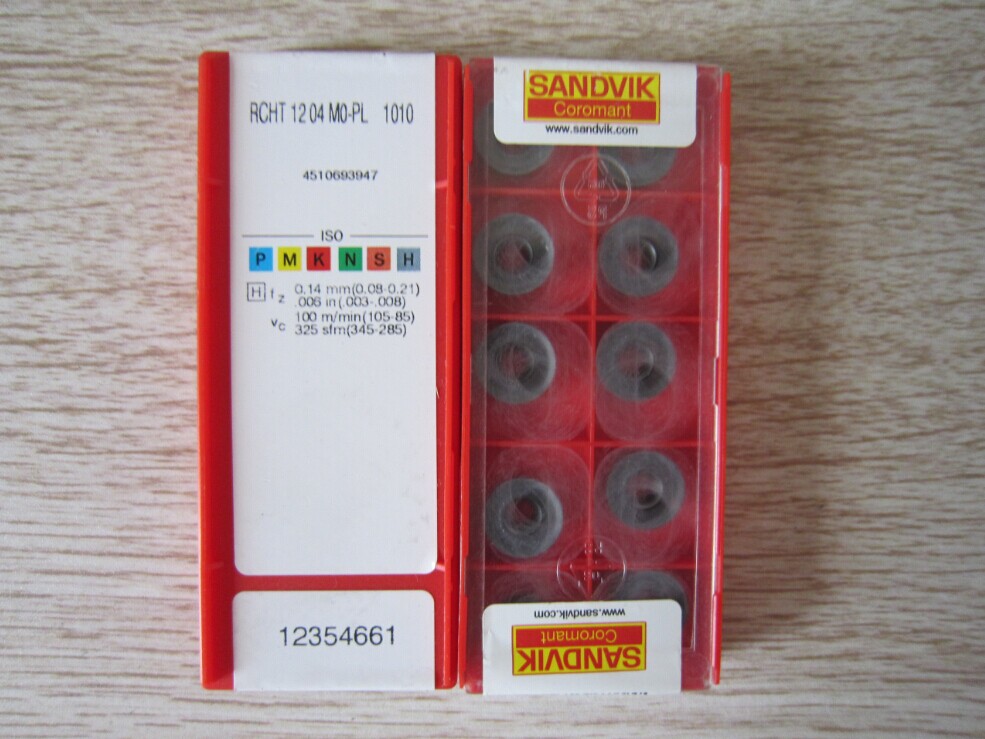 RCHT 12 04 M0-PL 1010
4510693947
ISO
P M K N S H
H fz 0.14 mm(0.08-0.21)
.006 in(.003-.008)
vc 100 m/min(105-85)
325 sfm(345-285)
12354661
SANDVIK
Coromant
www.sandvik.com
www.sandvik.com
Coromant
SANDVIK